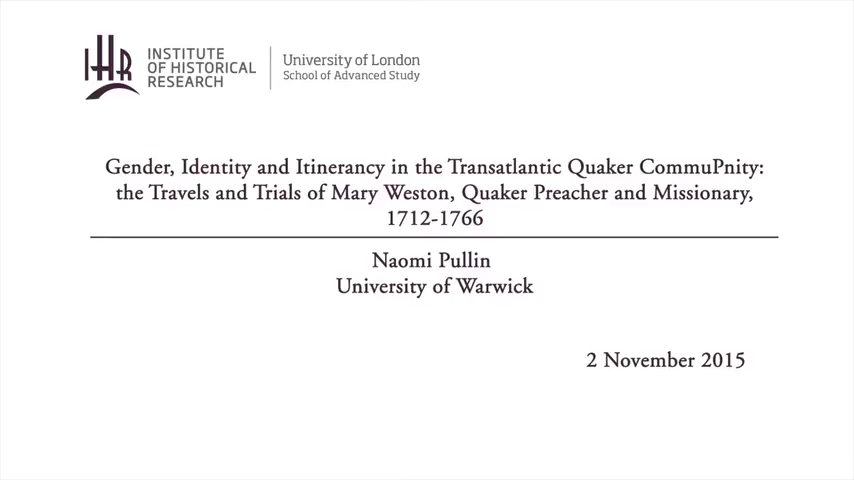 IHR
INSTITUTE
OF HISTORICAL
RESEARCH
University of London
School of Advanced Study
Gender, Identity and Itinerancy in the Transatlantic Quaker CommuPnity:
the Travels and Trials of Mary Weston, Quaker Preacher and Missionary,
1712-1766
Naomi Pullin
University of Warwick
2 November 2015